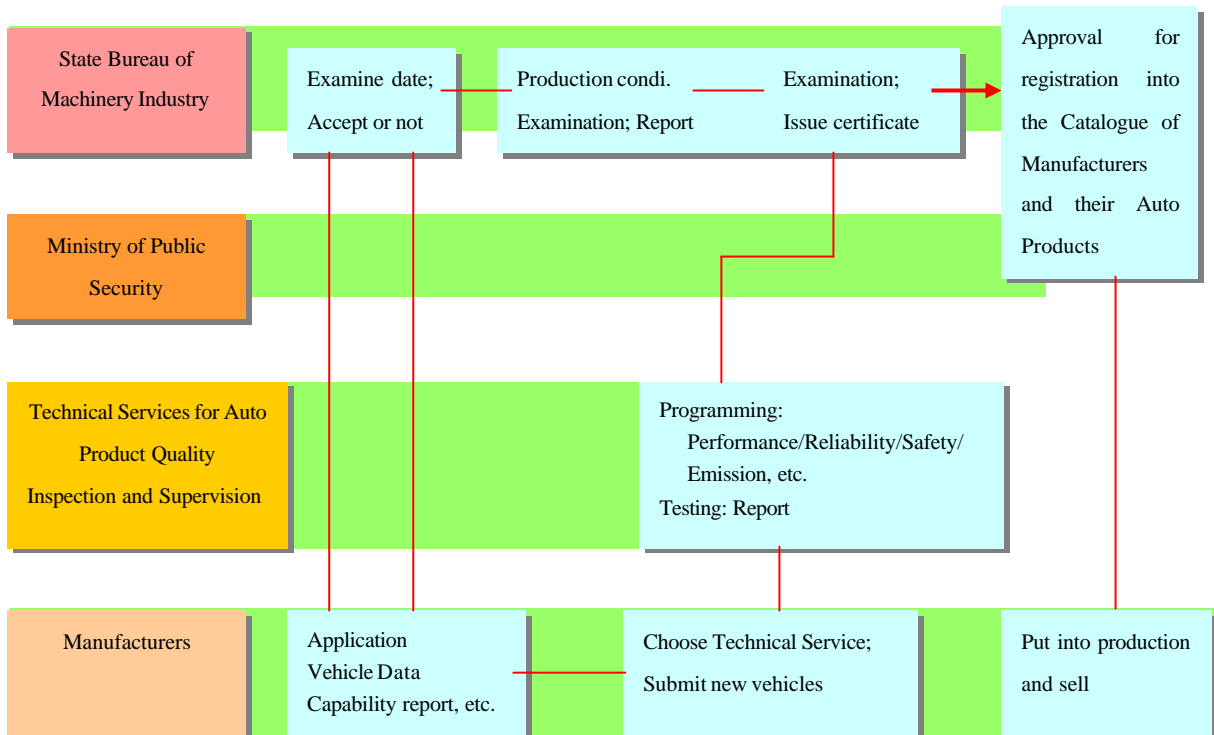 State Bureau of
Machinery Industry
Examine date;
Accept or not
Production condi.
Examination; Report
Examination;
Issue certificate
Approval for
registration into
the Catalogue of
Manufacturers
and their Auto
Products
Ministry of Public
Security
Technical Services for Auto
Product Quality
Inspection and Supervision
Programming:
Performance/Reliability/Safety/
Emission, etc.
Testing: Report
Manufacturers
Application
Vehicle Data
Capability report, etc.
Choose Technical Service;
Submit new vehicles
Put into production
and sell